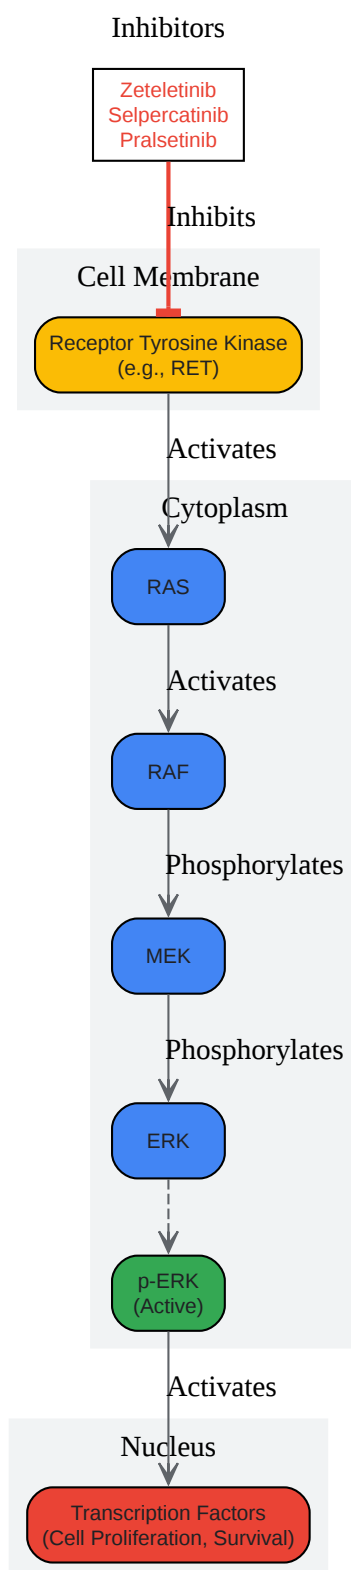 Inhibitors
Zeteletinib
Selpercatinib
Pralsetinib
Inhibits
Cell Membrane
Receptor Tyrosine Kinase
(e.g., RET)
Activates
Cytoplasm
RAS
Activates
RAF
Phosphorylates
MEK
Phosphorylates
ERK
p-ERK
(Active)
Activates
Nucleus
Transcription Factors
(Cell Proliferation, Survival)